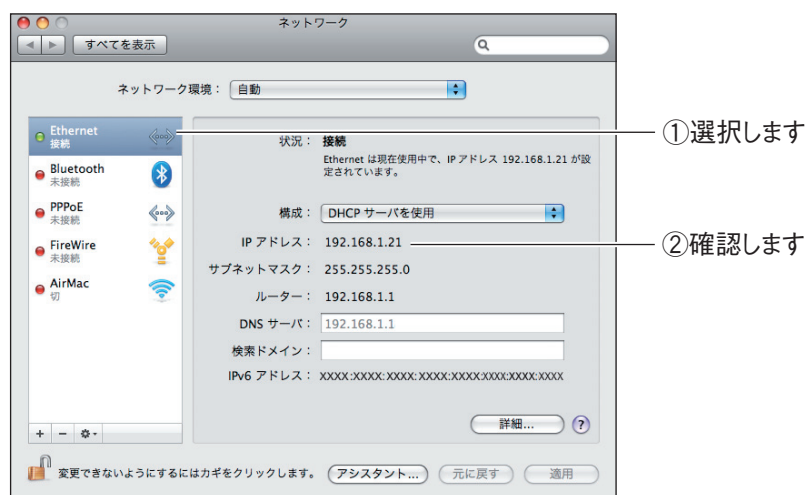 ネットワーク
すべてを表示
ネットワーク環境： 自動
Ethernet
接続
Bluetooth
未接続
PPPoE
未接続
FireWire
未接続
AirMac
切
状況： 接続
Ethernet は現在使用中で、IP アドレス 192.168.1.21 が設
定されています。
構成： DHCP サーバを使用
IP アドレス： 192.168.1.21
サブネットマスク： 255.255.255.0
ルーター： 192.168.1.1
DNS サーバ： 192.168.1.1
検索ドメイン：
IPv6 アドレス： XXXX:XXXX:XXXX:XXXX:XXXX:XXXX:XXXX:XXXX
詳細... ?
変更できないようにするにはカギをクリックします。 アシスタント... 元に戻す 適用
①選択します
②確認します